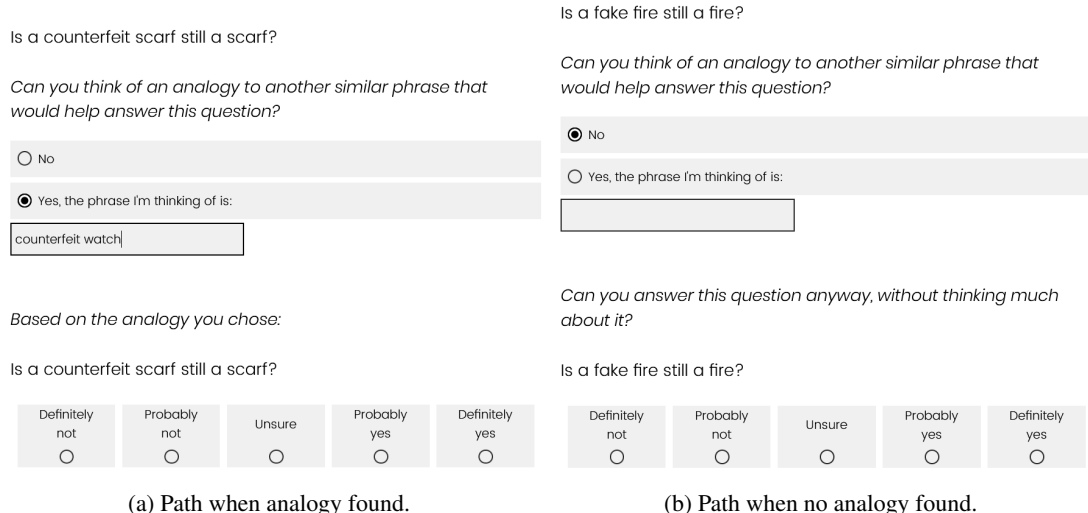 Is a counterfeit scarf still a scarf?
Can you think of an analogy to another similar phrase that
would help answer this question?
No
Yes, the phrase I'm thinking of is:
counterfeit watch
Based on the analogy you chose:
Is a counterfeit scarf still a scarf?
Definitely not
Probably not
Unsure
Probably yes
Definitely yes
(a) Path when analogy found.
Is a fake fire still a fire?
Can you think of an analogy to another similar phrase that
would help answer this question?
No
Yes, the phrase I'm thinking of is:
Can you answer this question anyway, without thinking much
about it?
Is a fake fire still a fire?
Definitely not
Probably not
Unsure
Probably yes
Definitely yes
(b) Path when no analogy found.